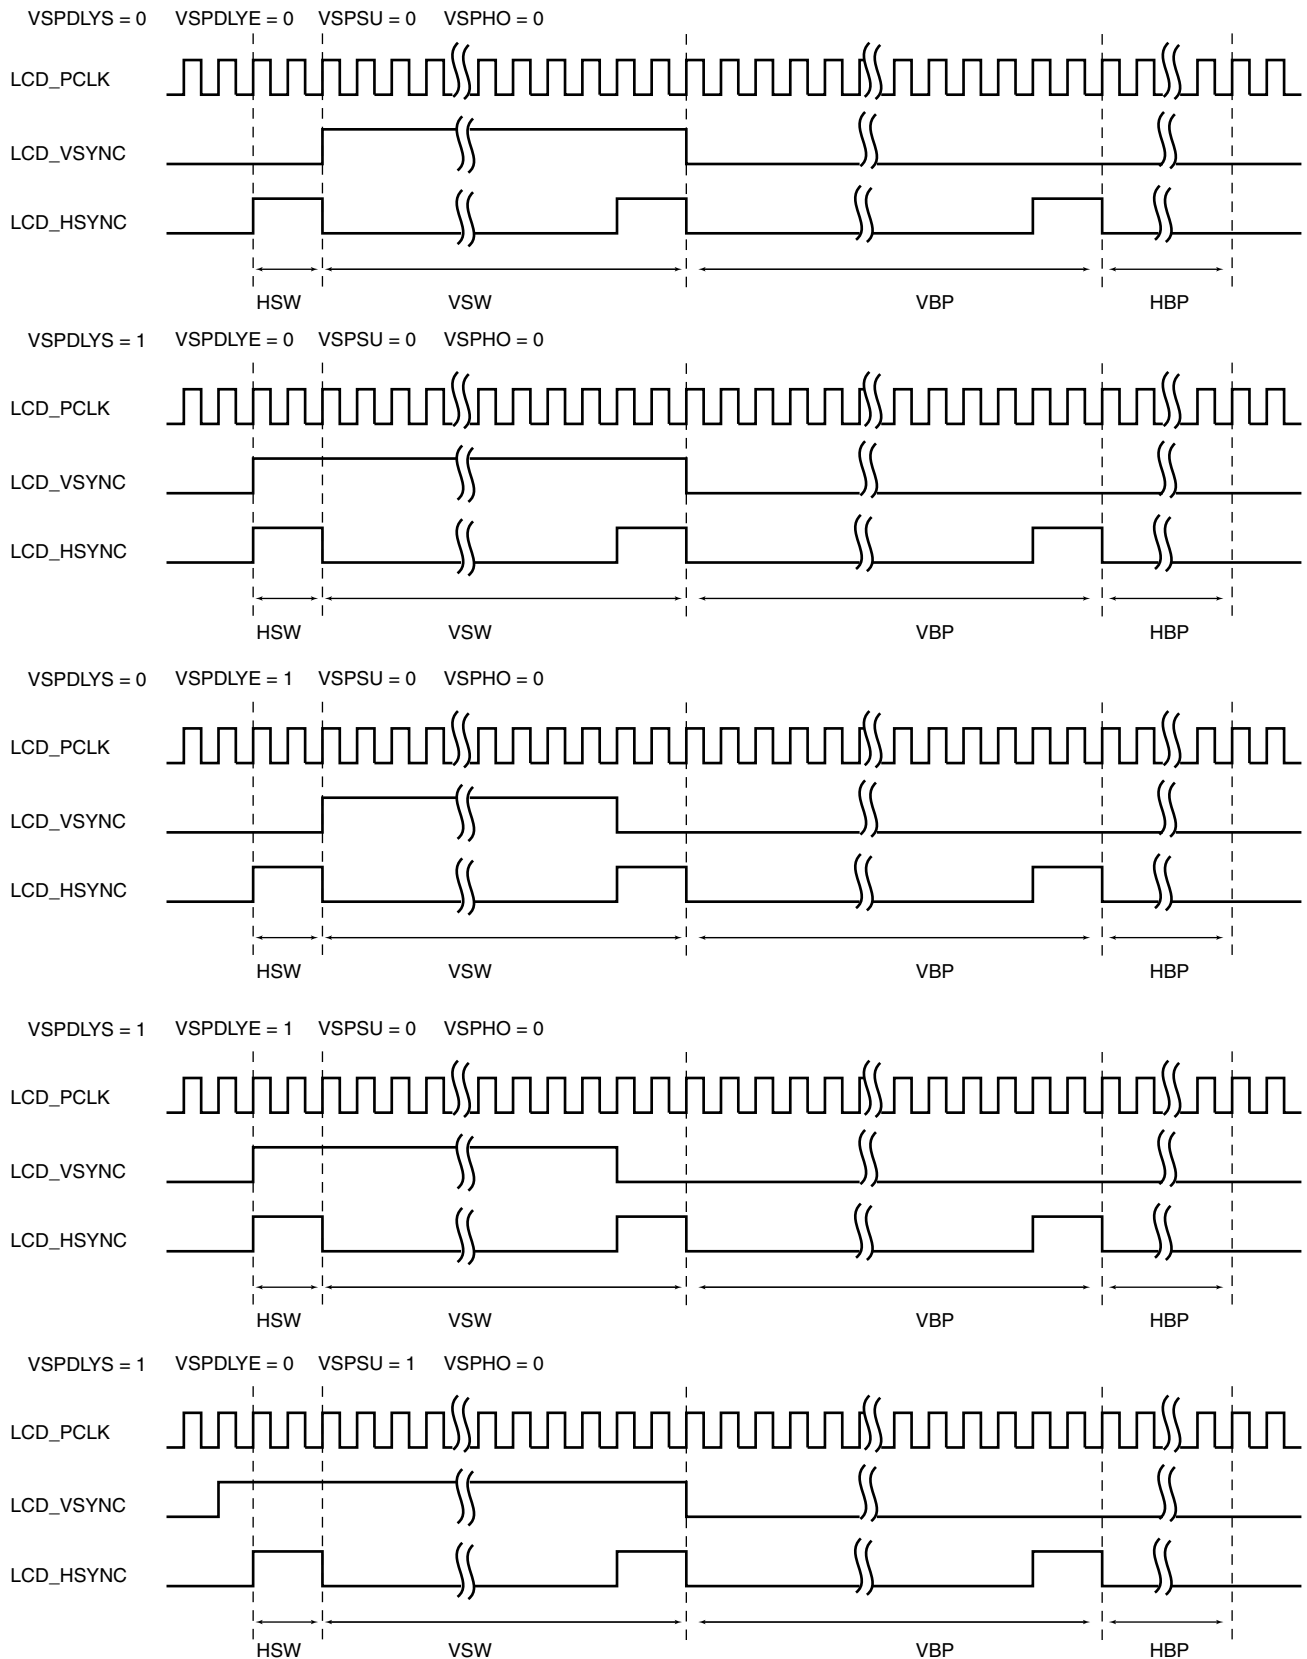 VSPDLYS = 0 VSPDLYE = 0 VSPSU = 0 VSPHO = 0
LCD_PCLK
LCD_VSYNC
LCD_HSYNC
HSW VSW VBP HBP
VSPDLYS = 1 VSPDLYE = 0 VSPSU = 0 VSPHO = 0
LCD_PCLK
LCD_VSYNC
LCD_HSYNC
HSW VSW VBP HBP
VSPDLYS = 0 VSPDLYE = 1 VSPSU = 0 VSPHO = 0
LCD_PCLK
LCD_VSYNC
LCD_HSYNC
HSW VSW VBP HBP
VSPDLYS = 1 VSPDLYE = 1 VSPSU = 0 VSPHO = 0
LCD_PCLK
LCD_VSYNC
LCD_HSYNC
HSW VSW VBP HBP
VSPDLYS = 1 VSPDLYE = 0 VSPSU = 1 VSPHO = 0
LCD_PCLK
LCD_VSYNC
LCD_HSYNC
HSW VSW VBP HBP